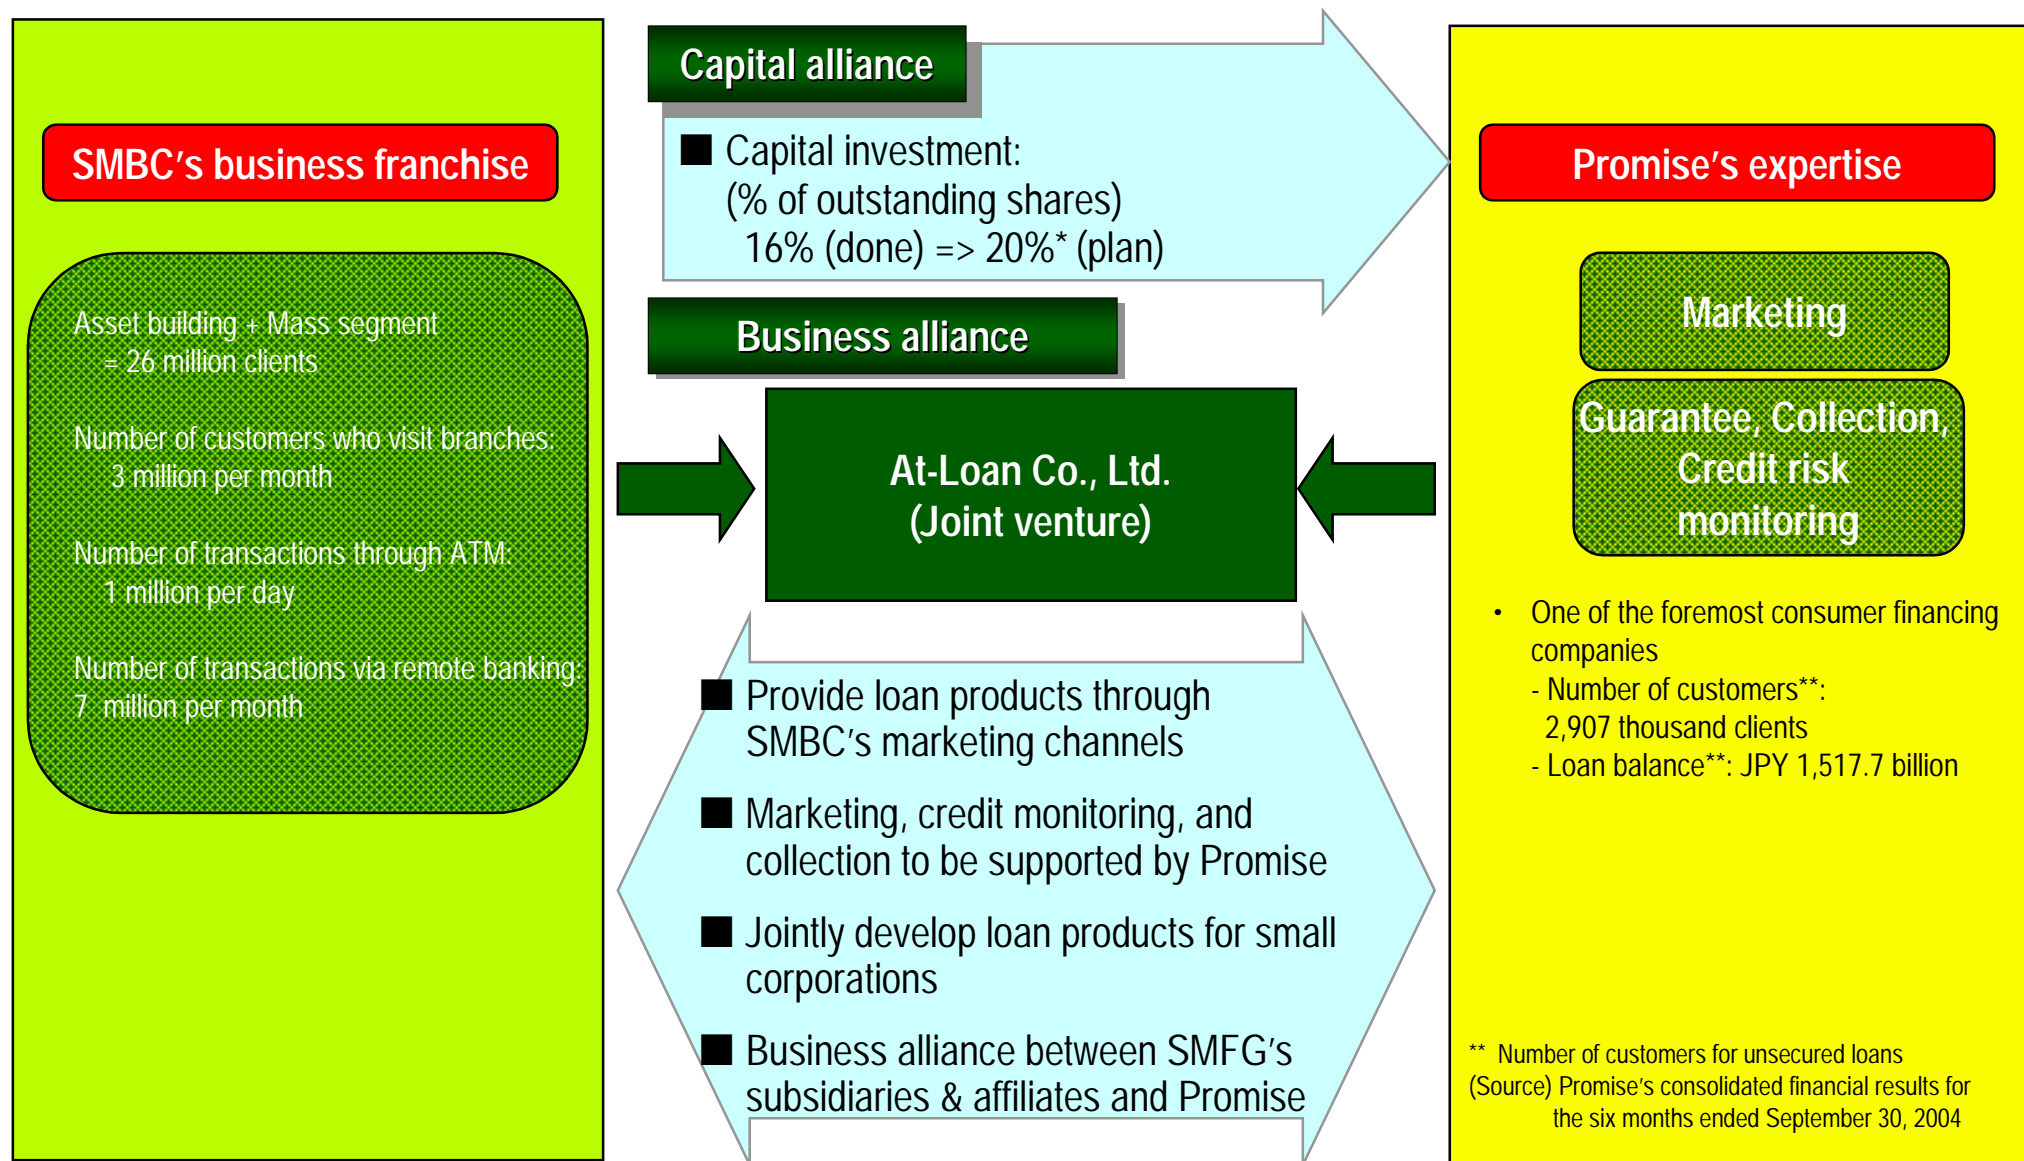 SMBC's business franchise
Asset building + Mass segment
= 26 million clients
Number of customers who visit branches:
3 million per month
Number of transactions through ATM:
1 million per day
Number of transactions via remote banking:
7 million per month
Capital alliance
■ Capital investment:
(% of outstanding shares)
16% (done) => 20%* (plan)
Business alliance
At-Loan Co., Ltd.
(Joint venture)
■ Provide loan products through
SMBC's marketing channels
■ Marketing, credit monitoring, and
collection to be supported by Promise
■ Jointly develop loan products for small
corporations
■ Business alliance between SMFG's
subsidiaries & affiliates and Promise
Promise's expertise
Marketing
Guarantee, Collection,
Credit risk
monitoring
• One of the foremost consumer financing
companies
- Number of customers**:
2,907 thousand clients
- Loan balance**: JPY 1,517.7 billion
** Number of customers for unsecured loans
(Source) Promise's consolidated financial results for
the six months ended September 30, 2004